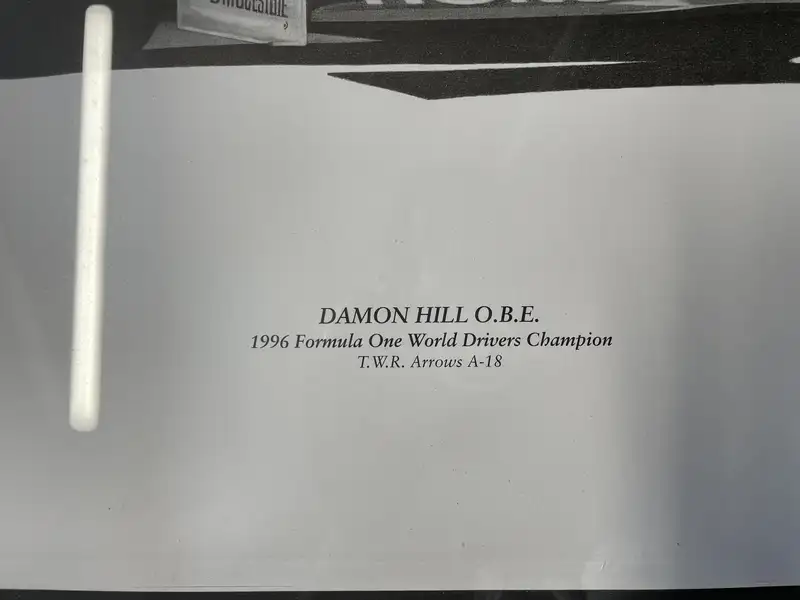 DAMON HILL O.B.E.
1996 Formula One World Drivers Champion
T.W.R. Arrows A-18